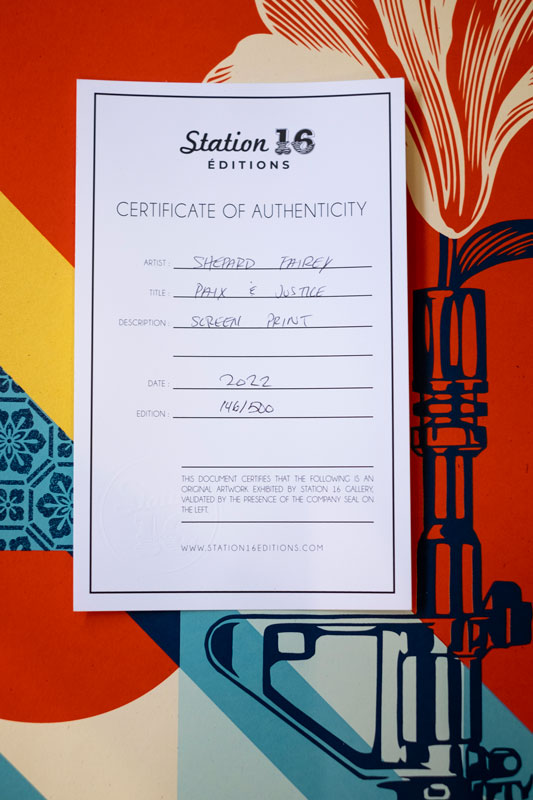 Station 16
ÉDITIONS
CERTIFICATE OF AUTHENTICITY
ARTIST: SHEPARD FAIREY
TITLE: PAIX & JUSTICE
DESCRIPTION: SCREEN PRINT
DATE: 2022
EDITION: 146/500
THIS DOCUMENT CERTIFIES THAT THE FOLLOWING IS AN
ORIGINAL ARTWORK EXHIBITED BY STATION 16 GALLERY,
VALIDATED BY THE PRESENCE OF THE COMPANY SEAL ON
THE LEFT.
WWW.STATION16EDITIONS.COM